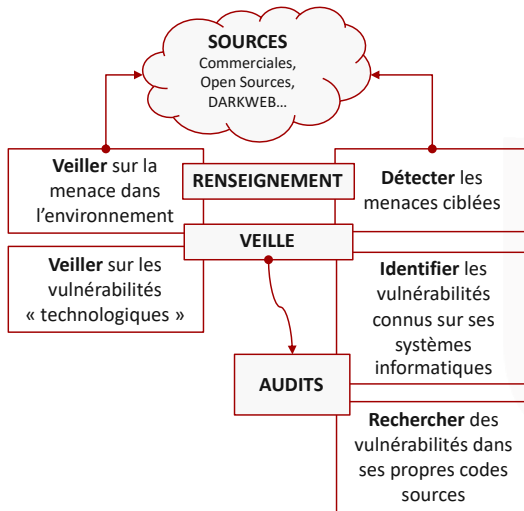 SOURCES
Commerciales,
Open Sources,
DARKWEB...
Veiller sur la
menace dans
l'environnement
RENSEIGNEMENT
Détecter les
menaces ciblées
VEILLE
Veiller sur les
vulnérabilités
« technologiques »
Identifier les
vulnérabilités
connus sur ses
systèmes
informatiques
AUDITS
Rechercher des
vulnérabilités dans
ses propres codes
sources